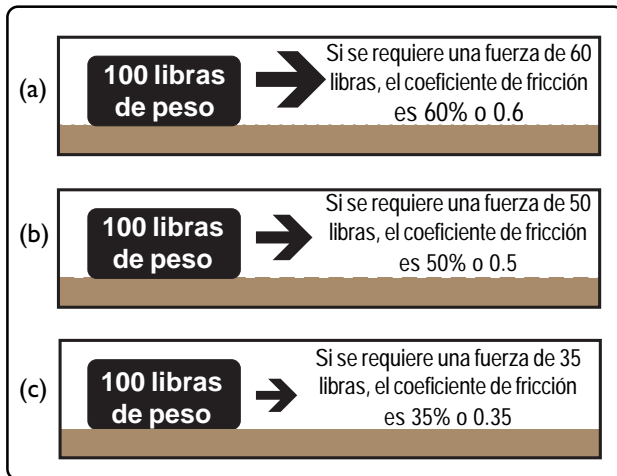 (a)
100 libras
de peso
Si se requiere una fuerza de 60
libras, el coeficiente de fricción
es 60% o 0.6
(b)
100 libras
de peso
Si se requiere una fuerza de 50
libras, el coeficiente de fricción
es 50% o 0.5
(c)
100 libras
de peso
Si se requiere una fuerza de 35
libras, el coeficiente de fricción
es 35% o 0.35